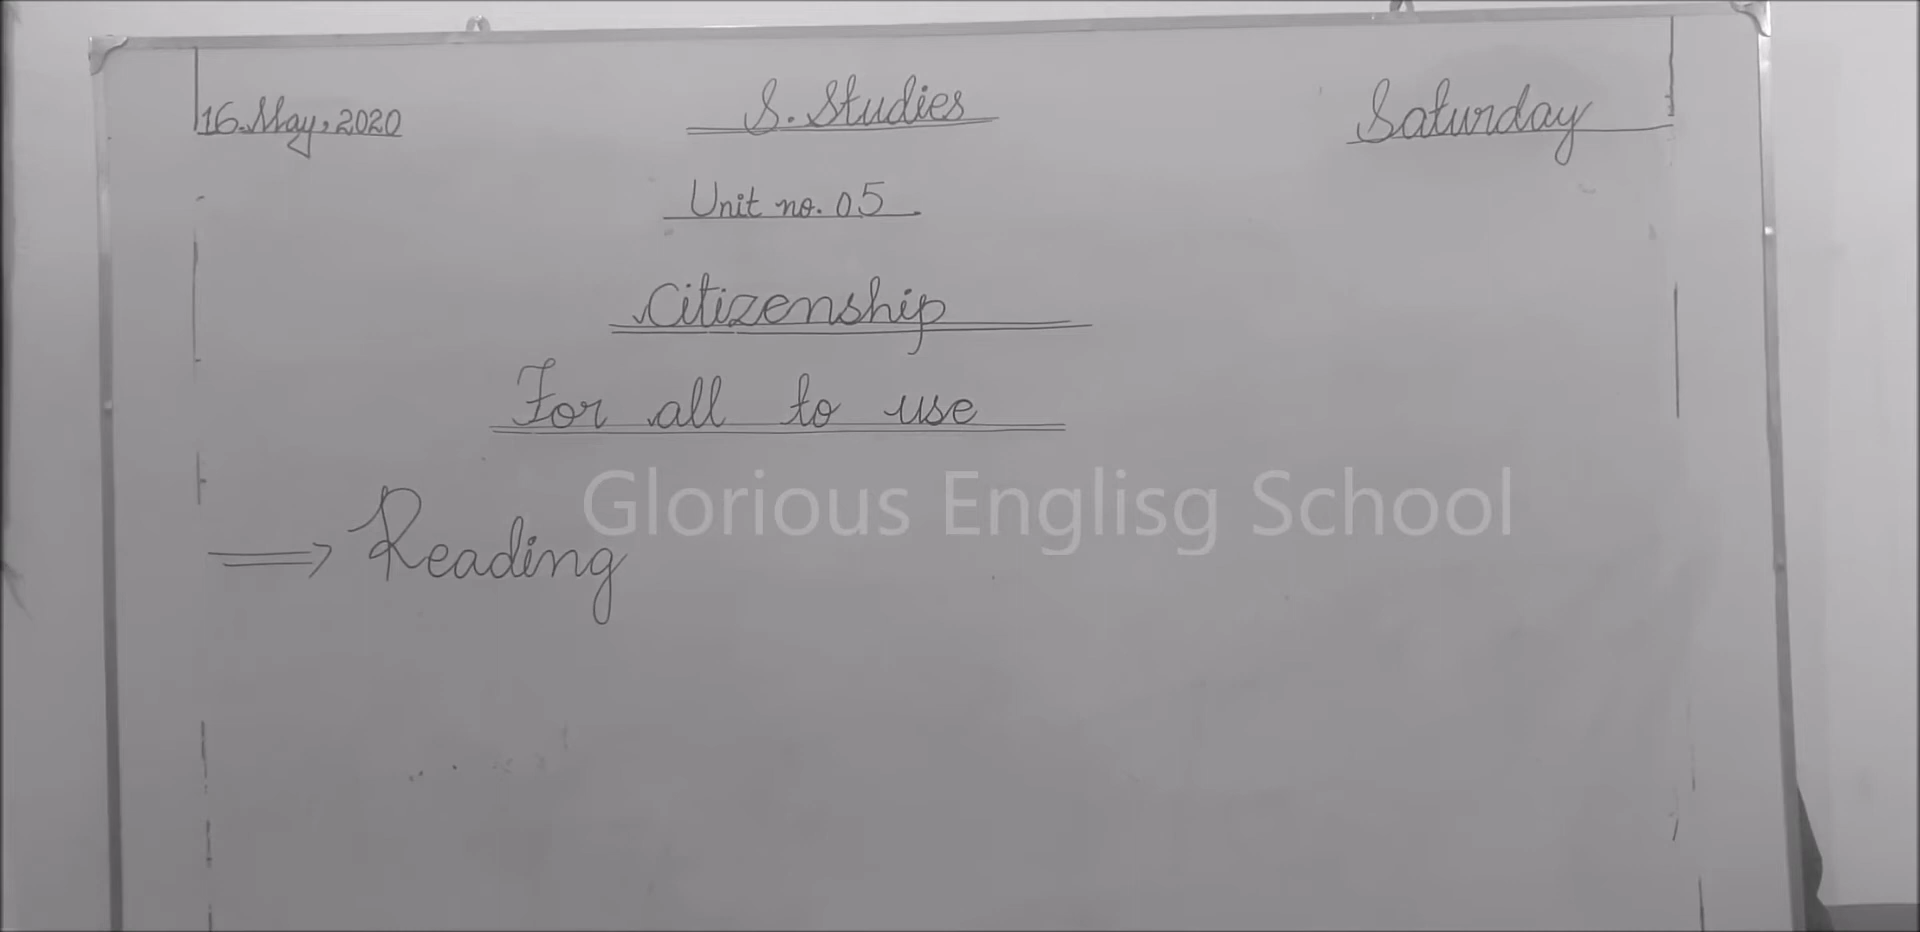 16.May,2020 S. Studies Saturday
Unit no. 05
Citizenship
For all to use
Glorious Englisg School
⇒ Reading